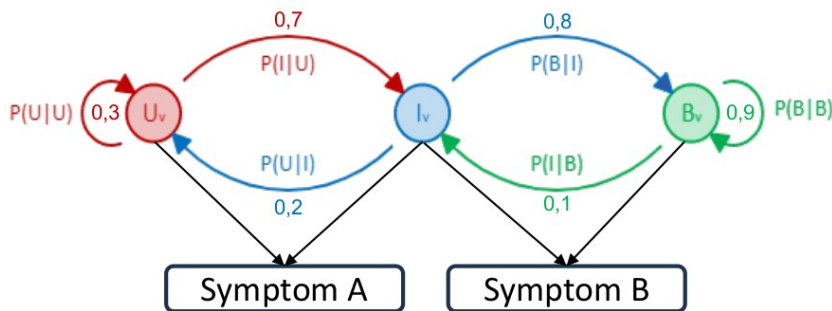 0,7
0,8
P(I|U)
P(B|I)
P(U|U)
0,3
Uv
Iv
Bv
0,9
P(B|B)
P(U|I)
P(I|B)
0,2
0,1
Symptom A
Symptom B